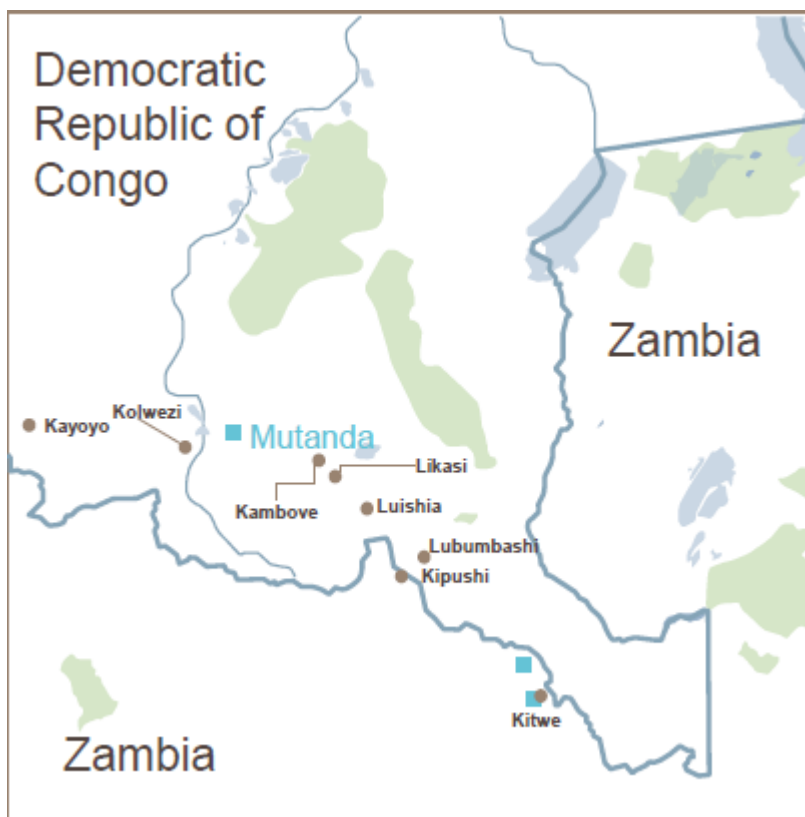 Democratic
Republic of
Congo
Zambia
Kolwezi
Kayoyo
Mutanda
Likasi
Kambove
Luishia
Lubumbashi
Kipushi
Kitwe
Zambia